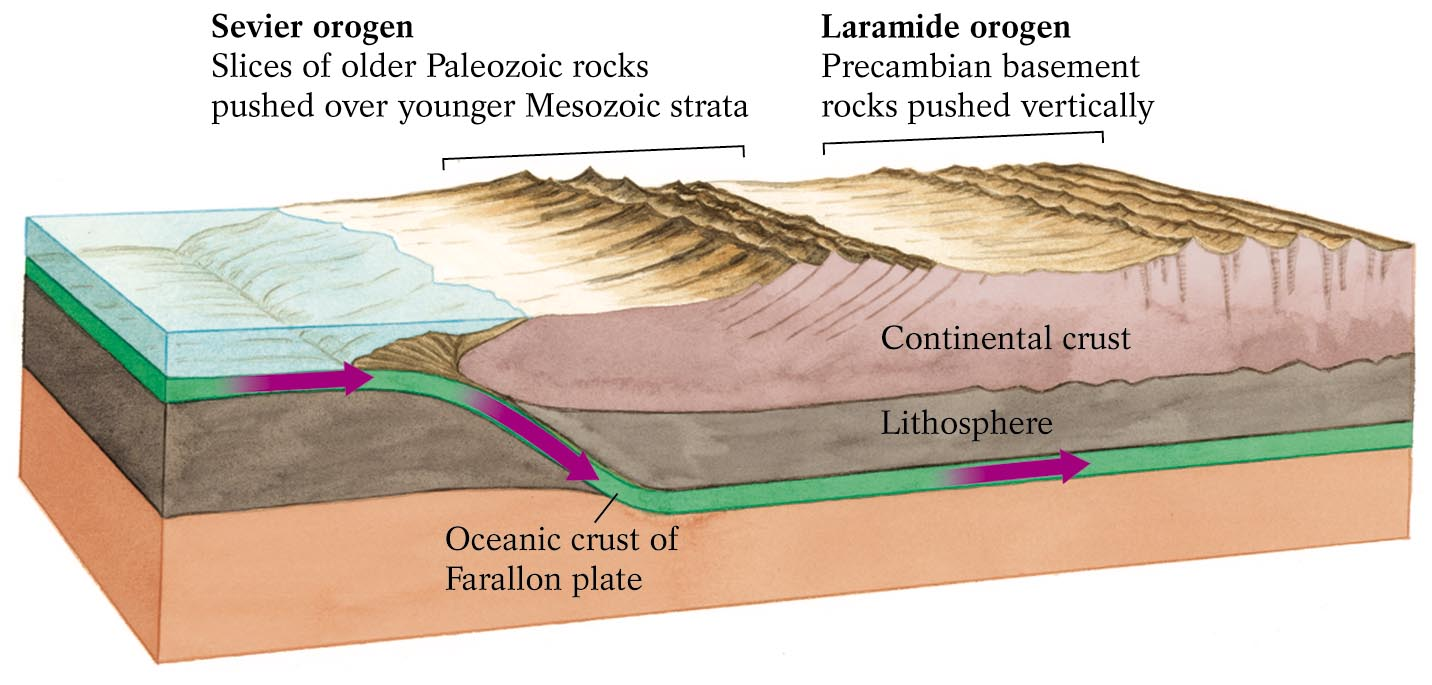 Sevier orogen
Slices of older Paleozoic rocks
pushed over younger Mesozoic strata
Laramide orogen
Precambian basement
rocks pushed vertically
Continental crust
Lithosphere
Oceanic crust of
Farallon plate